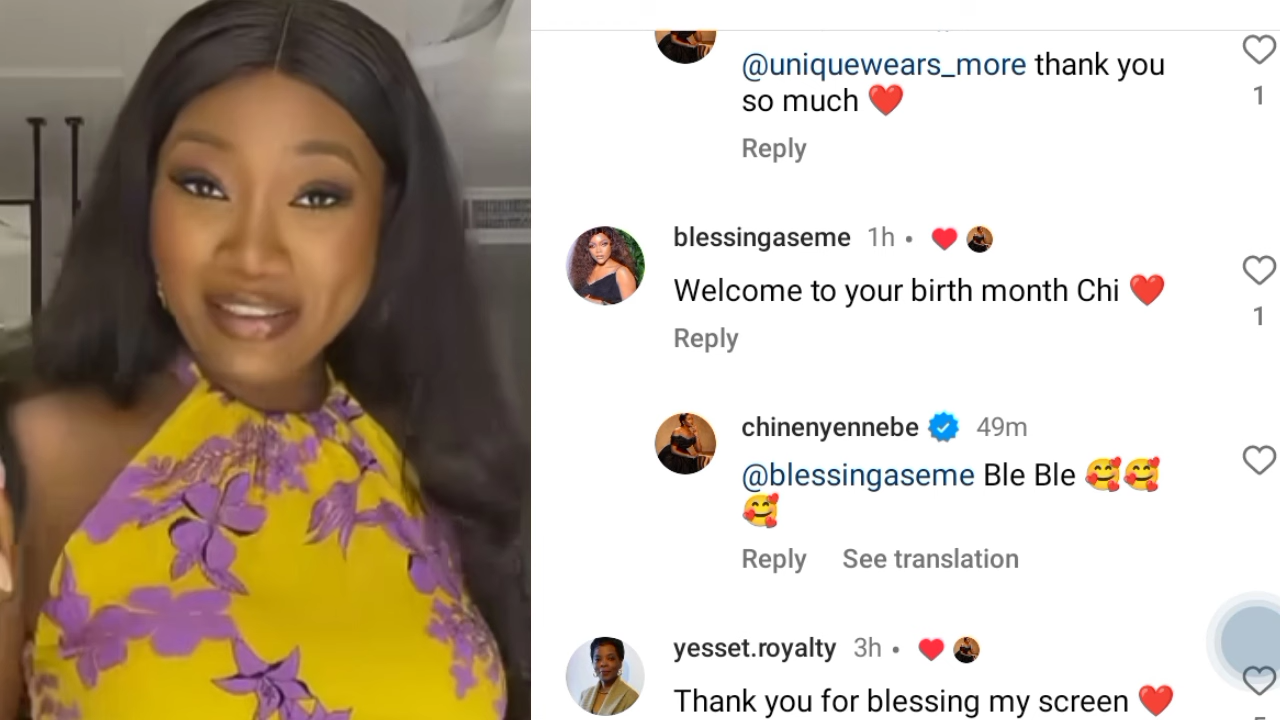 @uniquewears_more thank you
so much ❤️
1
Reply
blessingaseme 1h •
Welcome to your birth month Chi ❤️
1
Reply
chinenyennebe 49m
@blessingaseme Ble Ble 🥰🥰
🥰
Reply See translation
yesset.royalty 3h •
Thank you for blessing my screen ❤️